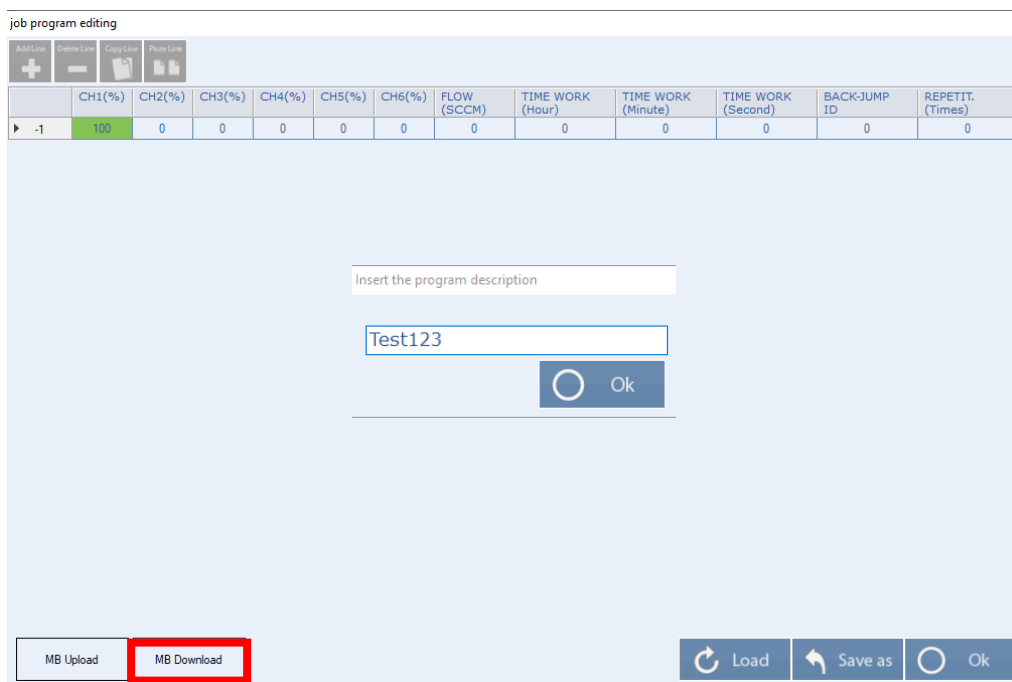 job program editing
Add Line Delete Line Copy Line Paste Line
CH1(%) CH2(%) CH3(%) CH4(%) CH5(%) CH6(%) FLOW (SCCM) TIME WORK (Hour) TIME WORK (Minute) TIME WORK (Second) BACK-JUMP ID REPETIT. (Times)
-1 100 0 0 0 0 0 0 0 0 0 0 0
Insert the program description
Test123
Ok
MB Upload MB Download Load Save as Ok